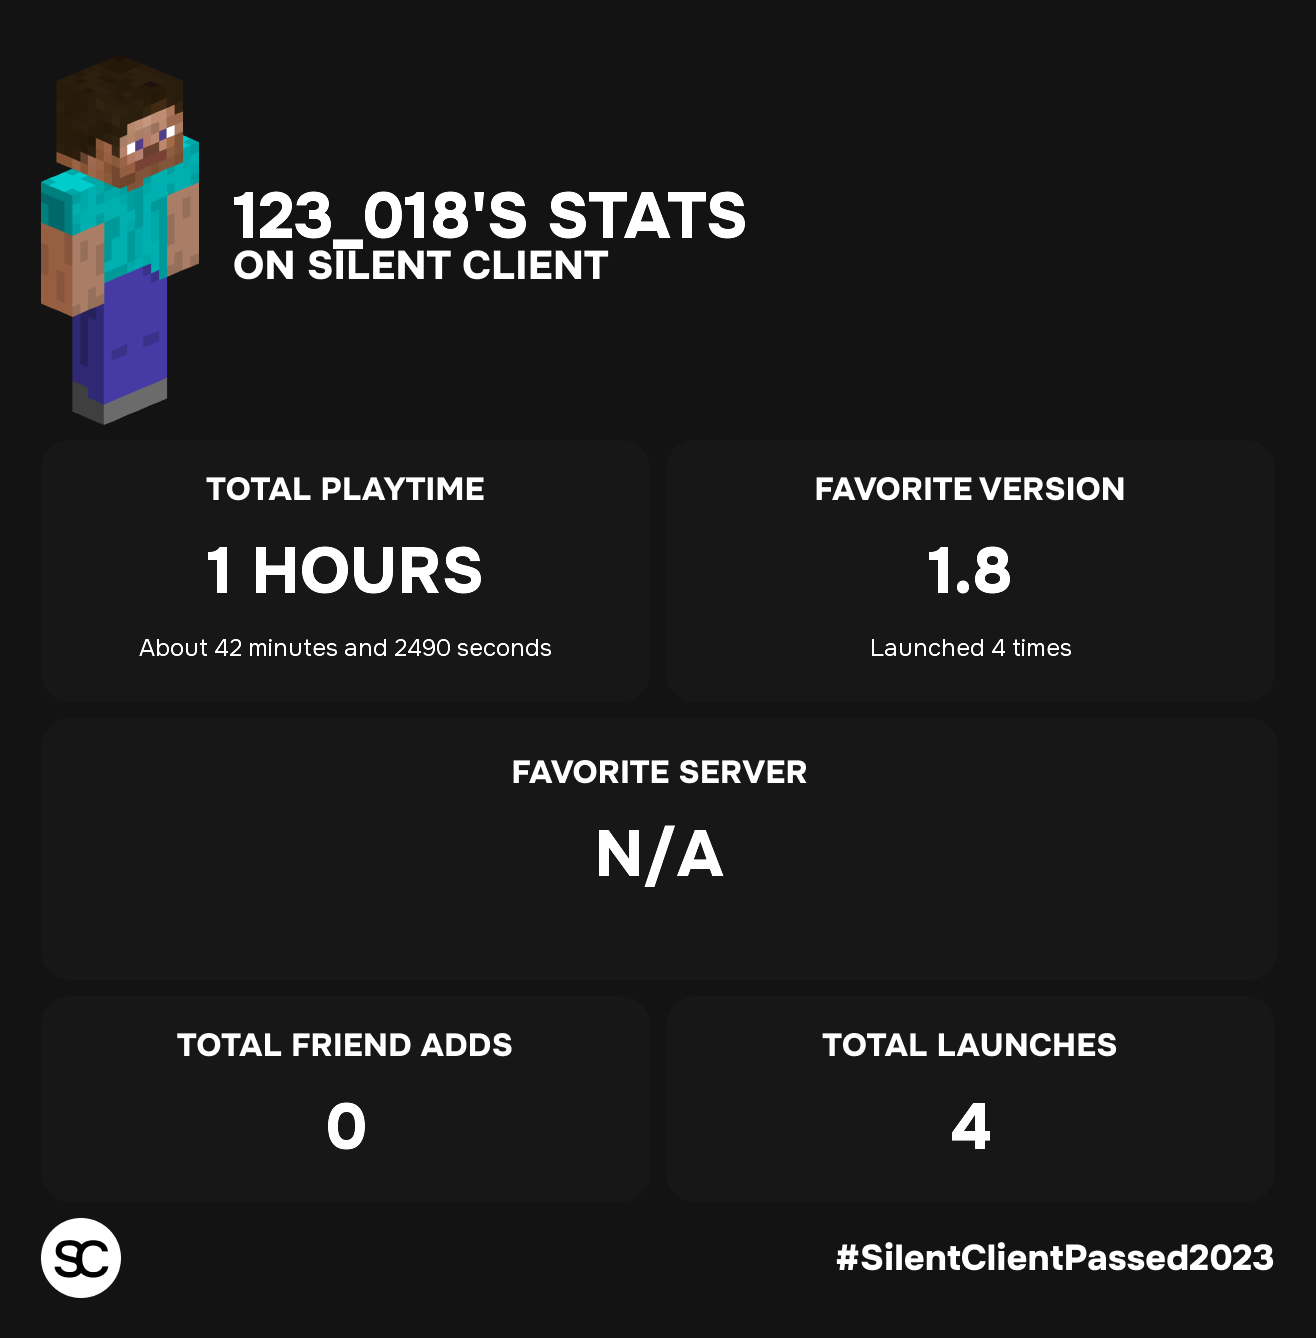 123_018'S STATS
ON SILENT CLIENT
TOTAL PLAYTIME
1 HOURS
About 42 minutes and 2490 seconds
FAVORITE VERSION
1.8
Launched 4 times
FAVORITE SERVER
N/A
TOTAL FRIEND ADDS
0
TOTAL LAUNCHES
4
SC
#SilentClientPassed2023